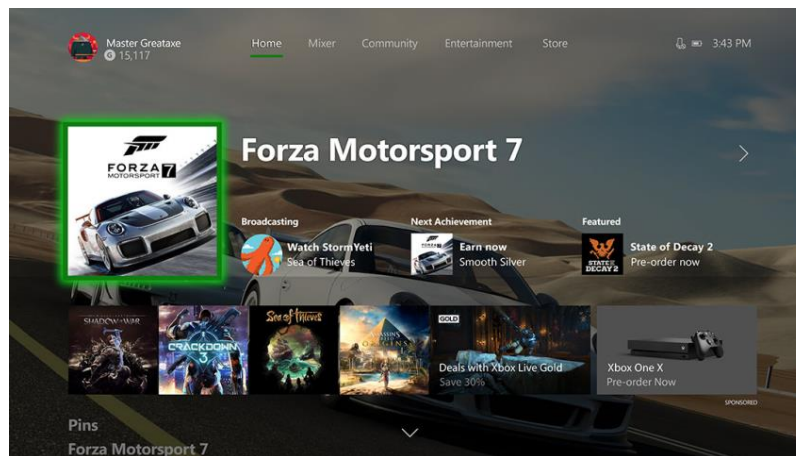 Master Greataxe
G 15,117
Home Mixer Community Entertainment Store
3:43 PM
FORZA 7
MOTORSPORT
Forza Motorsport 7
Broadcasting
Watch StormYeti
Sea of Thieves
Next Achievement
Earn now
Smooth Silver
Featured
STATE OF
DECAY 2
State of Decay 2
Pre-order now
SHADOW OF WAR
CRACKDOWN
3
Sea of Thieves
ASSASSIN'S
CREED
ORIGINS
GOLD
Deals with Xbox Live Gold
Save 30%
Xbox One X
Pre-order Now
SPONSORED
Pins
Forza Motorsport 7